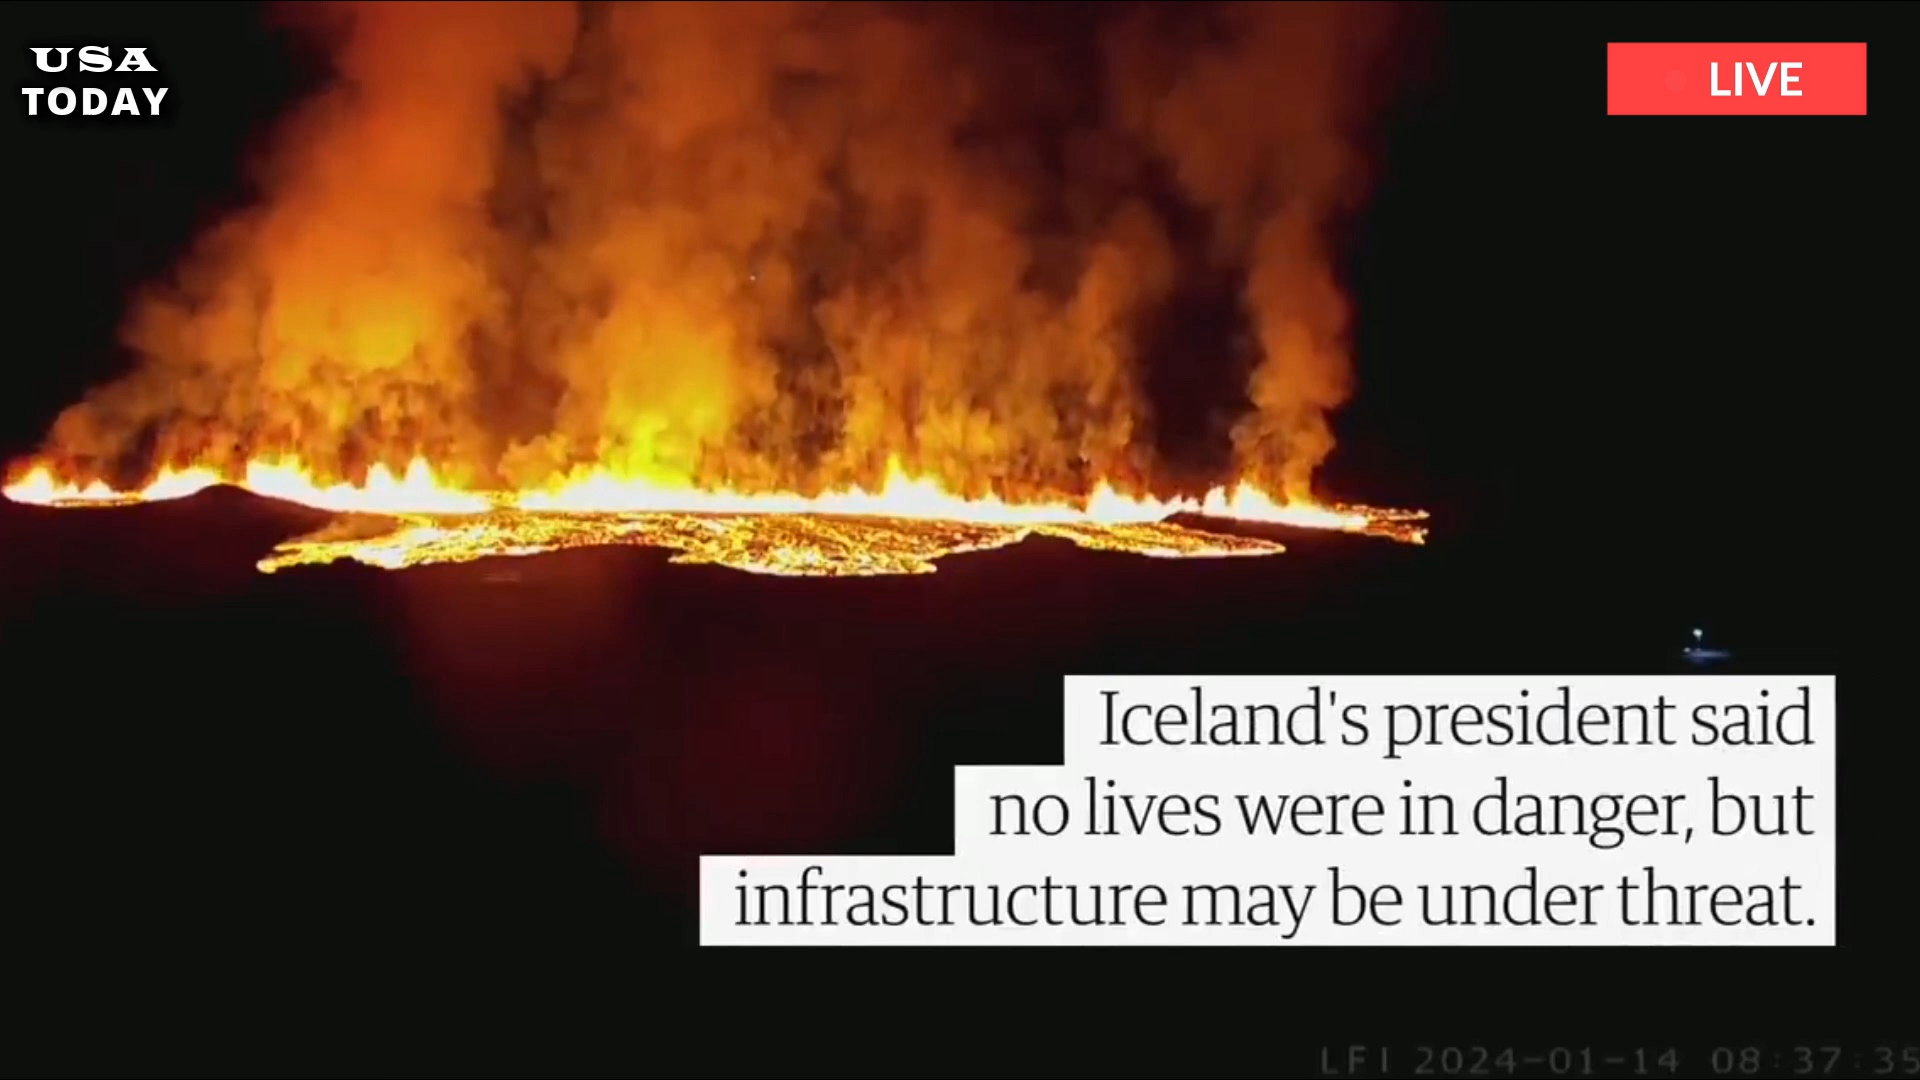 USA
TODAY
LIVE
Iceland's president said
no lives were in danger, but
infrastructure may be under threat.
LFI 2024-01-14 08:37:35